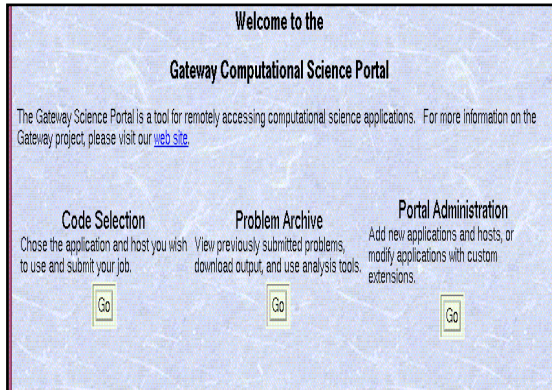 Welcome to the
Gateway Computational Science Portal
The Gateway Science Portal is a tool for remotely accessing computational science applications. For more information on the
Gateway project, please visit our web site.
Code Selection
Chose the application and host you wish
to use and submit your job.
Go
Problem Archive
View previously submitted problems,
download output, and use analysis tools.
Go
Portal Administration
Add new applications and hosts, or
modify applications with custom
extensions.
Go